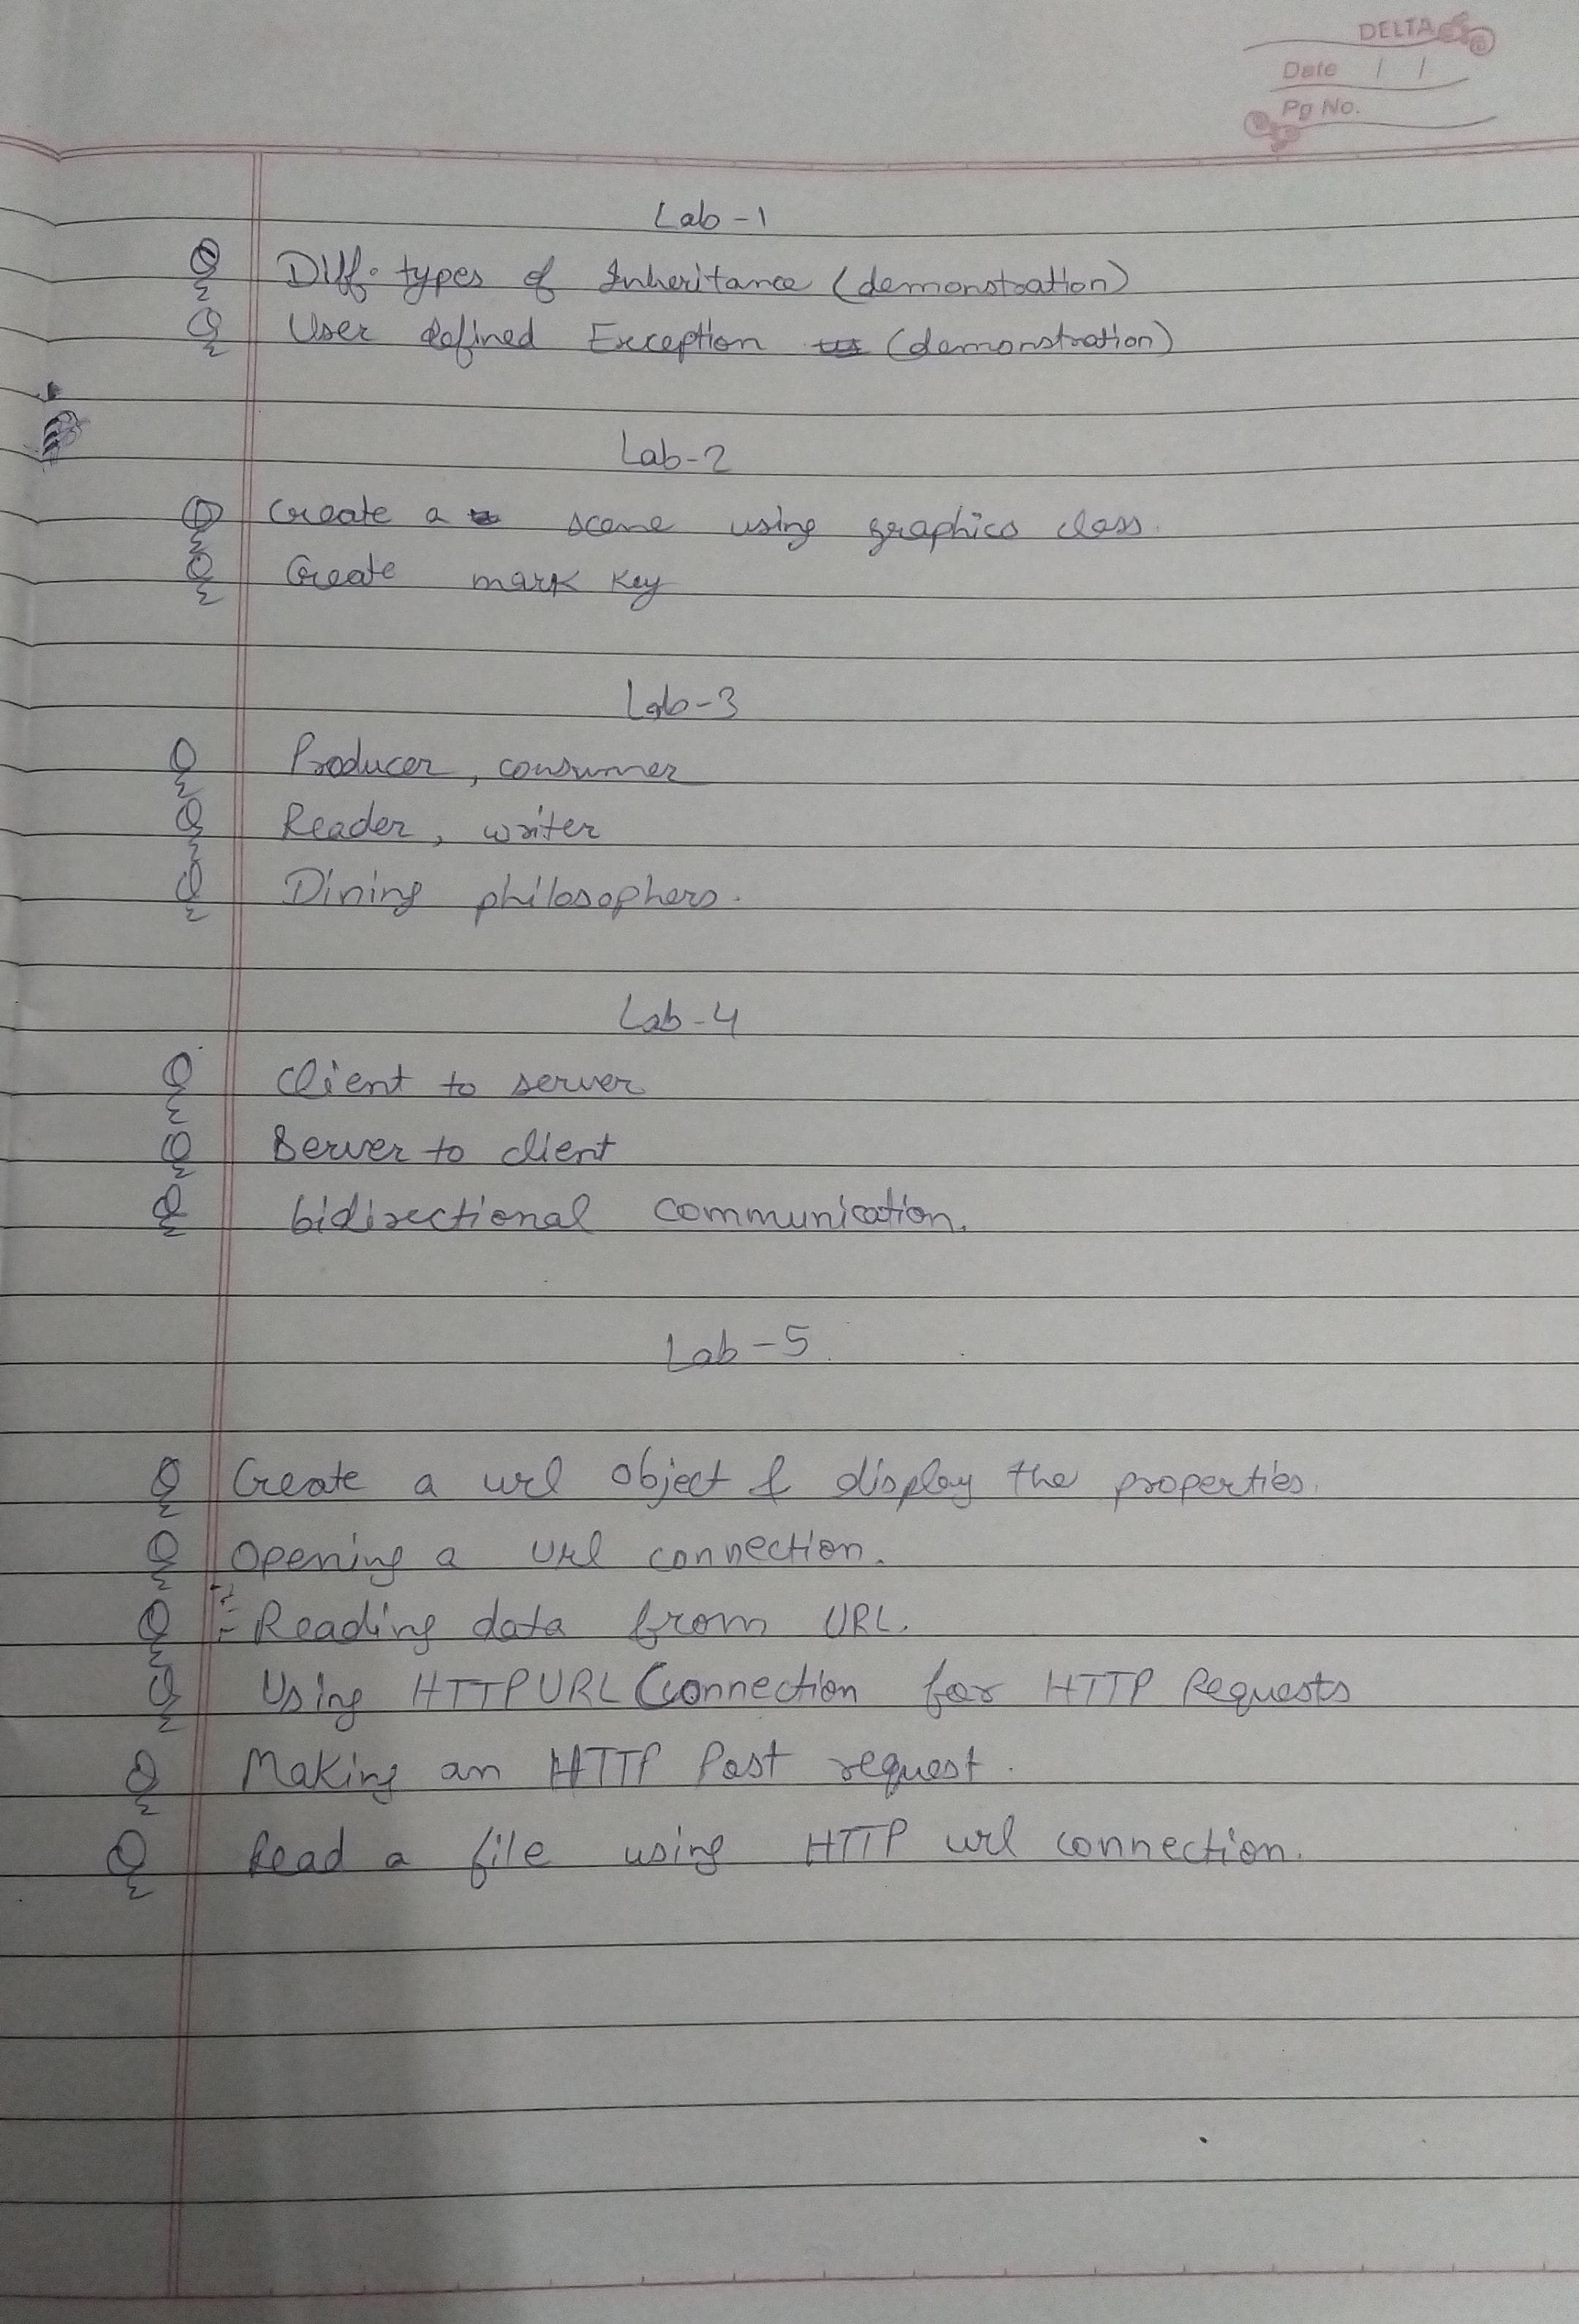 DELTA
Date / /
Pg No.
Lab-1
Q Diff. types of Inheritance (demonstration)
Q User defined Exception (demonstration)
Lab-2
Q Create a scene using graphics class.
Q Create mark key
Lab-3
Q Producer, consumer
Q Reader, writer
Q Dining philosophers.
Lab-4
Q Client to server
Q Server to client
Q bidirectional communication.
Lab-5
Q Create a url object & display the properties.
Q Opening a url connection.
Q Reading data from URL.
Q Using HTTPURLConnection for HTTP Requests
Q Making an HTTP Post request.
Q Read a file using HTTP url connection.